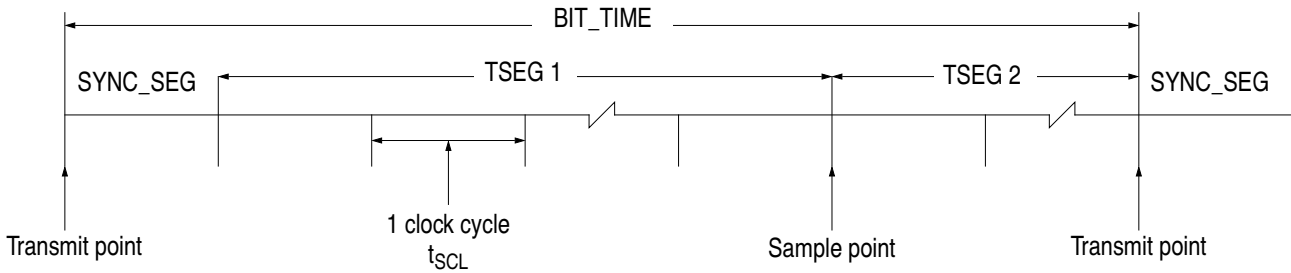 BIT_TIME
SYNC_SEG
TSEG 1
TSEG 2
SYNC_SEG
Transmit point
1 clock cycle
tSCL
Sample point
Transmit point